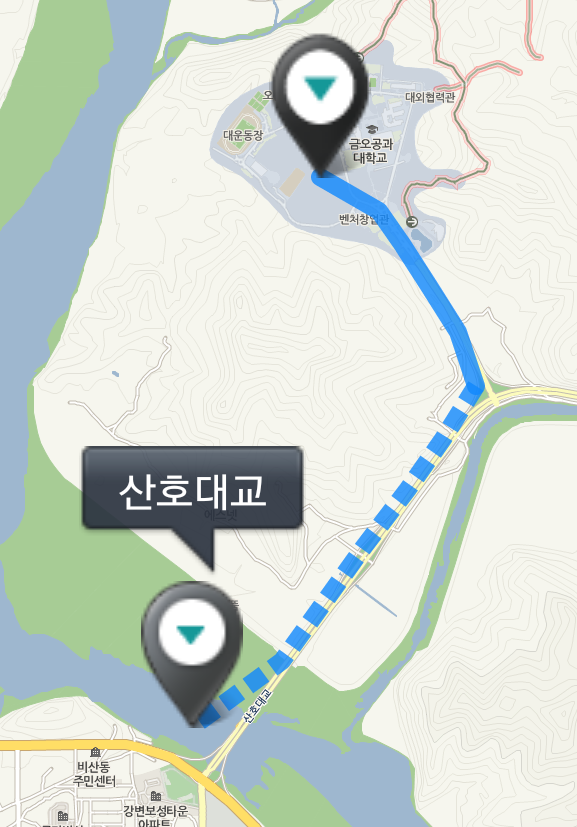 대외협력관
대운동장
금오공과
대학교
벤처창업관
산호대교
산호대교
비산동
주민센터
강변보성타운
아파트